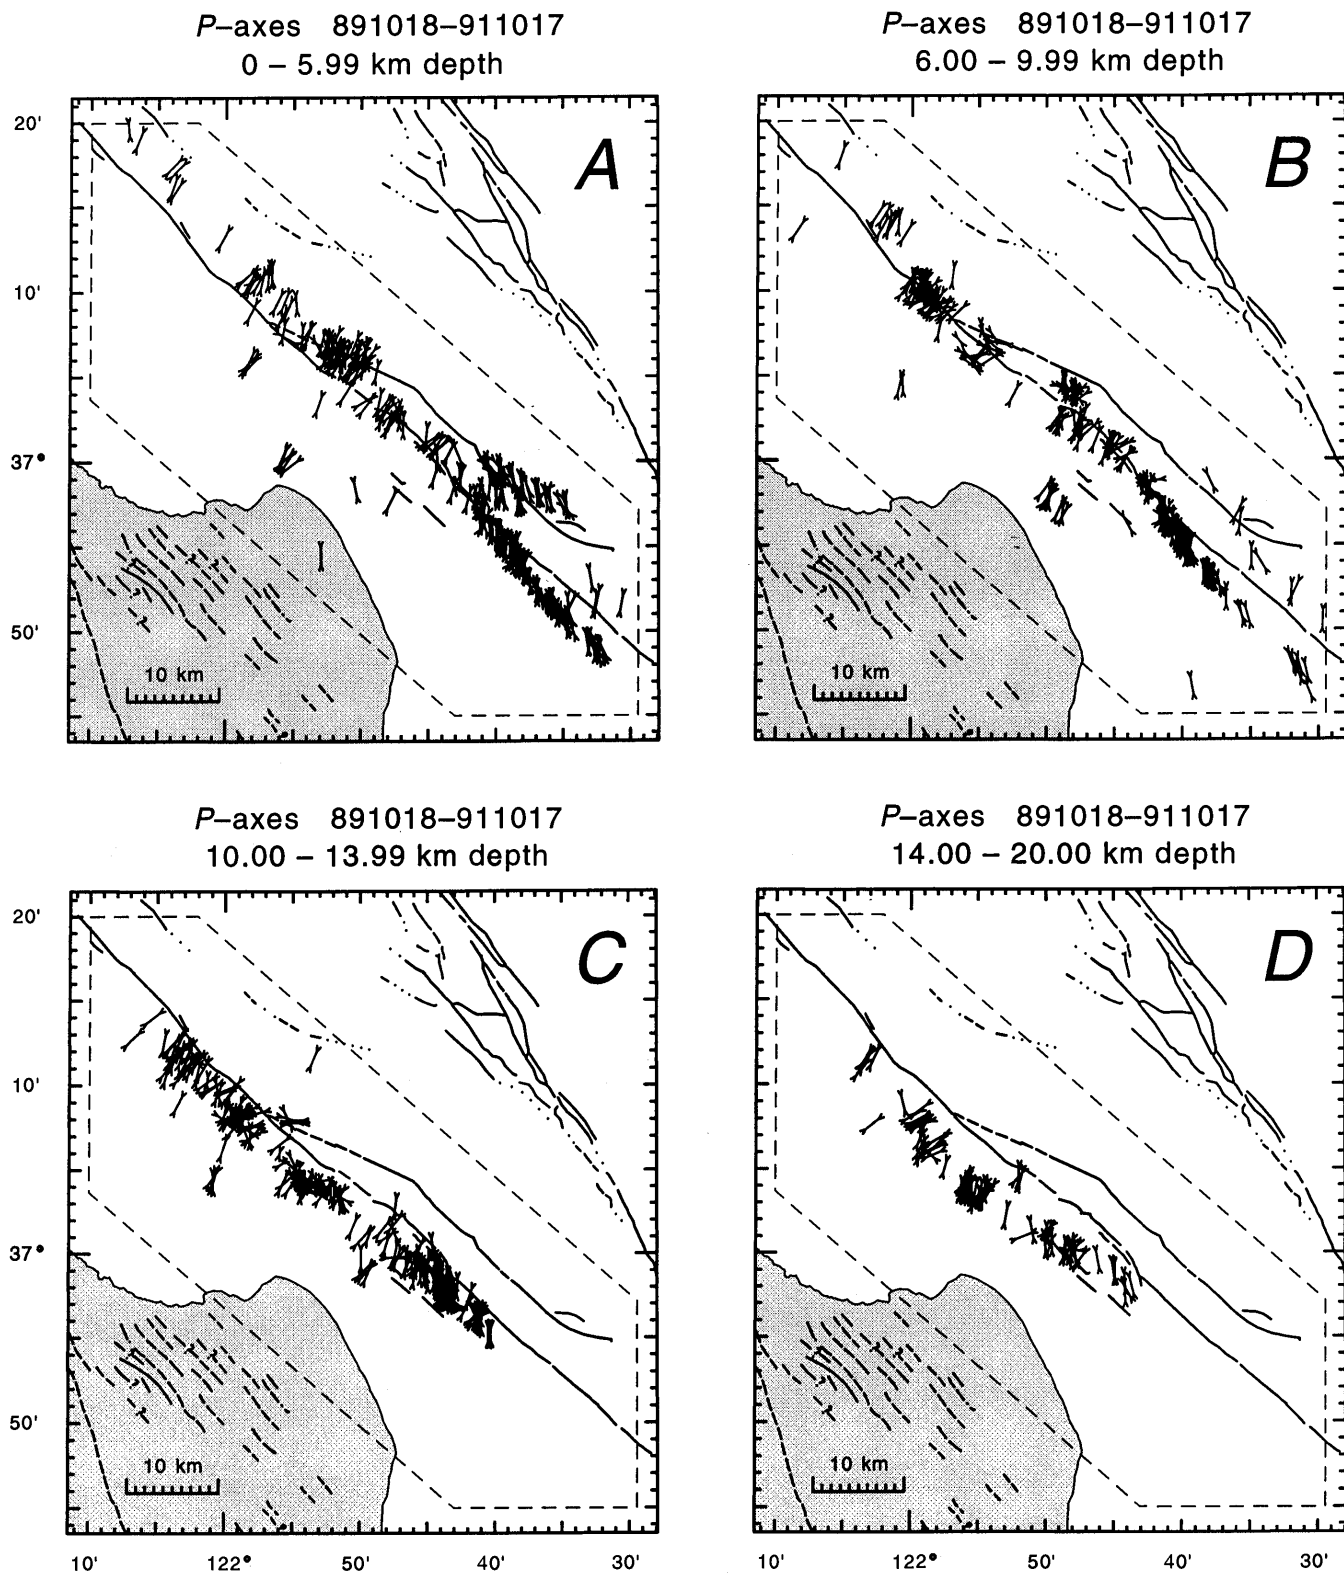 P–axes 891018–911017
0 – 5.99 km depth
P–axes 891018–911017
6.00 – 9.99 km depth
20'
A
B
10'
37°
50'
10 km
10 km
P–axes 891018–911017
10.00 – 13.99 km depth
P–axes 891018–911017
14.00 – 20.00 km depth
20'
C
D
10'
37°
50'
10 km
10 km
10' 122° 50' 40' 30'
10' 122° 50' 40' 30'